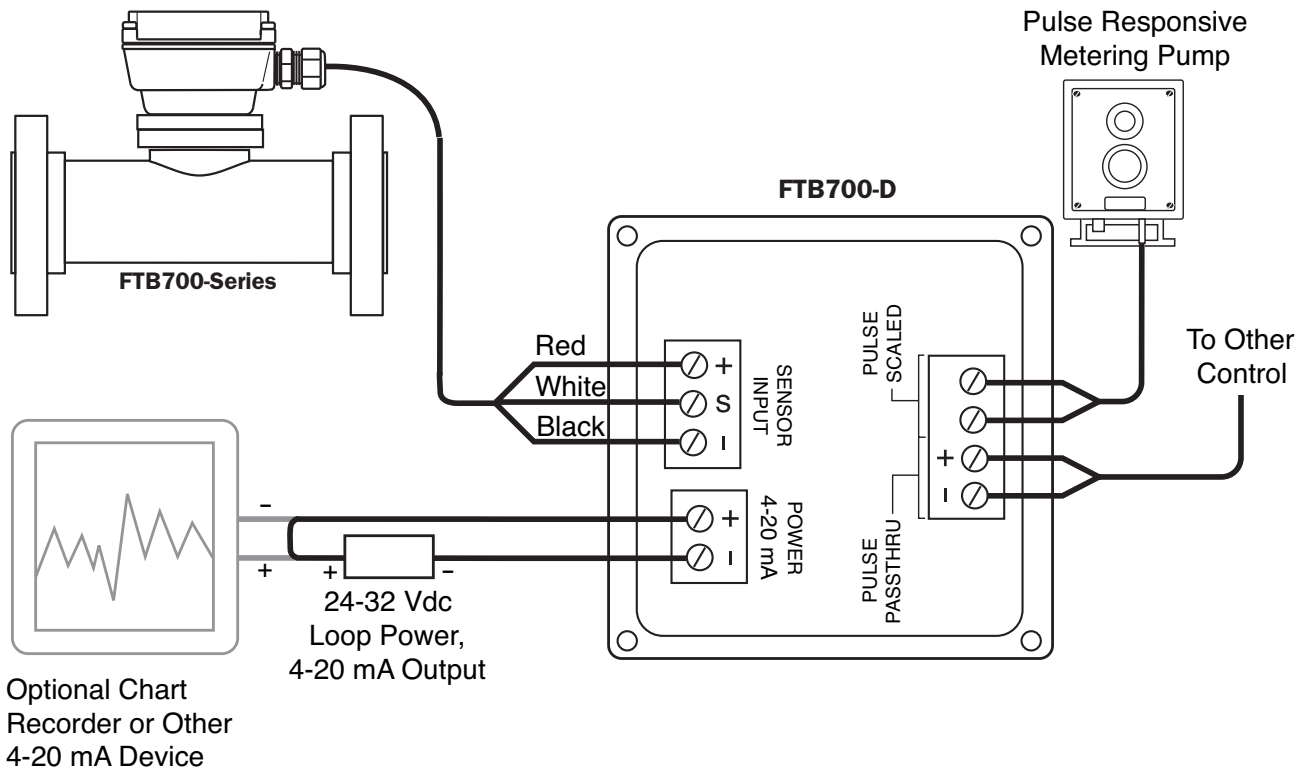 Pulse Responsive
Metering Pump
FTB700-D
FTB700-Series
Red
White
Black
+
S
-
SENSOR
INPUT
PULSE
SCALED
+
-
PULSE
PASSTHRU
To Other
Control
+
-
POWER
4-20 mA
-
+
+
-
24-32 Vdc
Loop Power,
4-20 mA Output
Optional Chart
Recorder or Other
4-20 mA Device